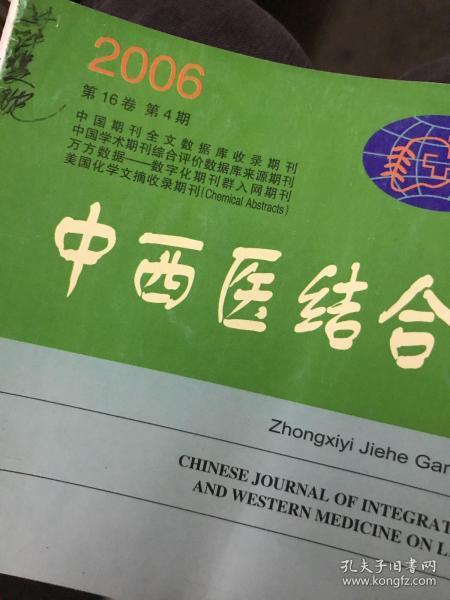 2006
第16卷 第4期
中国期刊全文数据库收录期刊
中国学术期刊综合评价数据库来源期刊
万方数据——数字化期刊群入网期刊
美国化学文摘收录期刊(Chemical Abstracts)
中西医结合
Zhongxiyi Jiehe Gan
CHINESE JOURNAL OF INTEGRAT
AND WESTERN MEDICINE ON L
孔夫子旧书网
www.kongfz.com